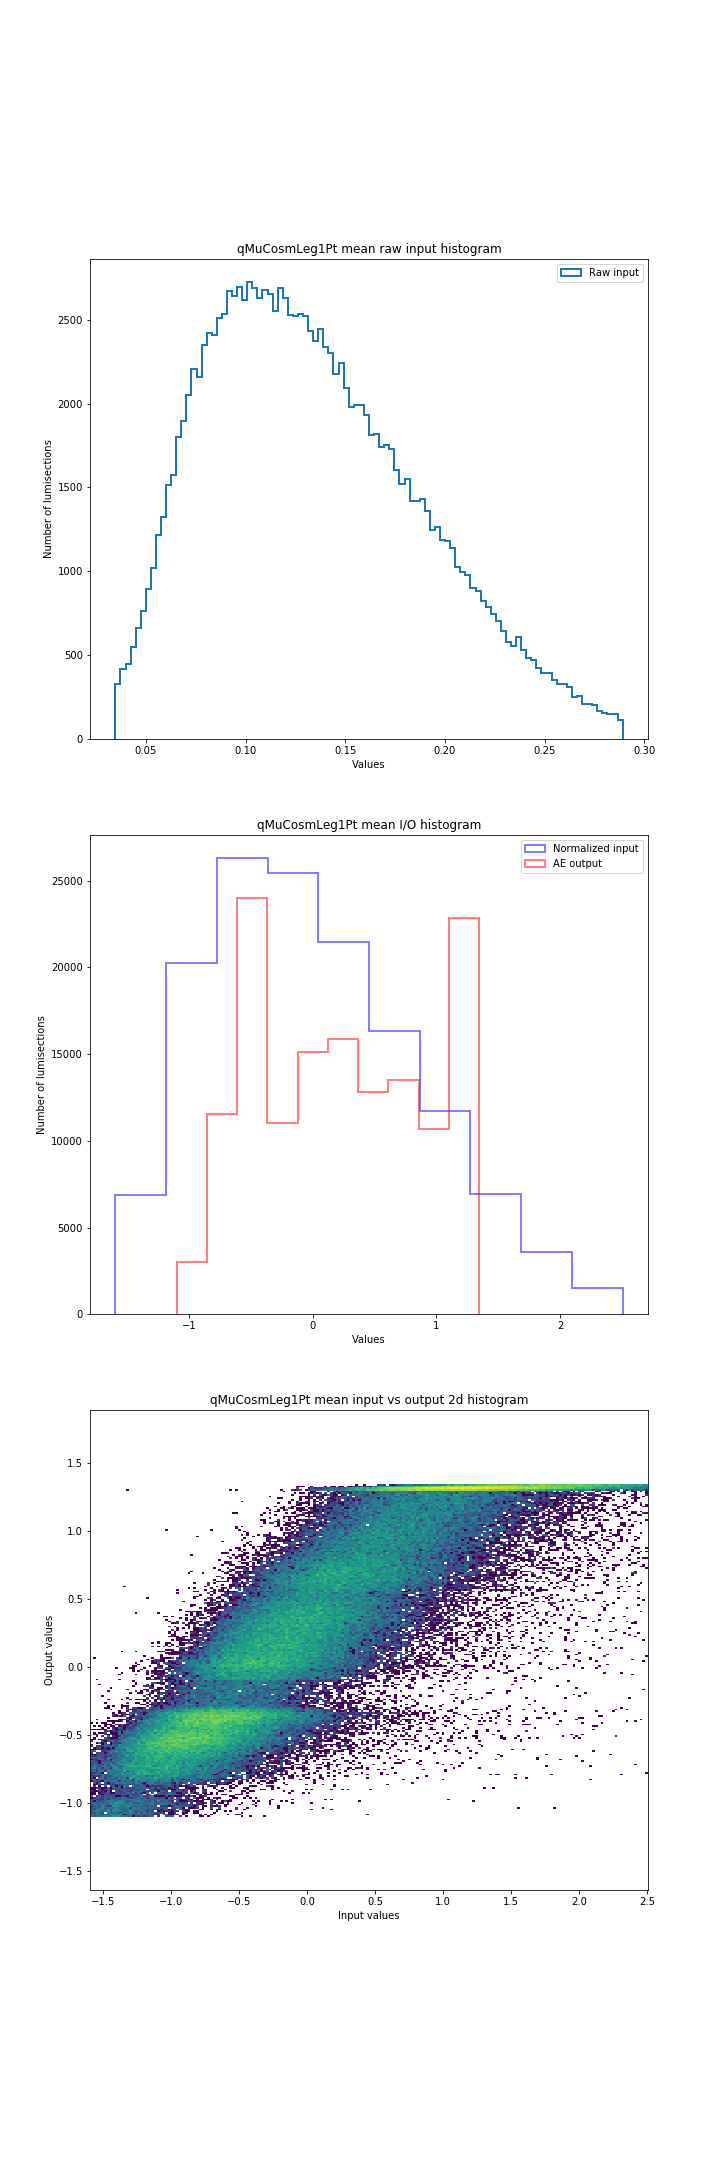 qMuCosmLeg1Pt mean raw input histogram
Raw input
2500
2000
1500
1000
500
0
Number of lumisections
0.05 0.10 0.15 0.20 0.25 0.30
Values
qMuCosmLeg1Pt mean I/O histogram
Normalized input
AE output
25000
20000
15000
10000
5000
0
Number of lumisections
−1 0 1 2
Values
qMuCosmLeg1Pt mean input vs output 2d histogram
1.5
1.0
0.5
0.0
−0.5
−1.0
−1.5
Output values
−1.5 −1.0 −0.5 0.0 0.5 1.0 1.5 2.0 2.5
Input values